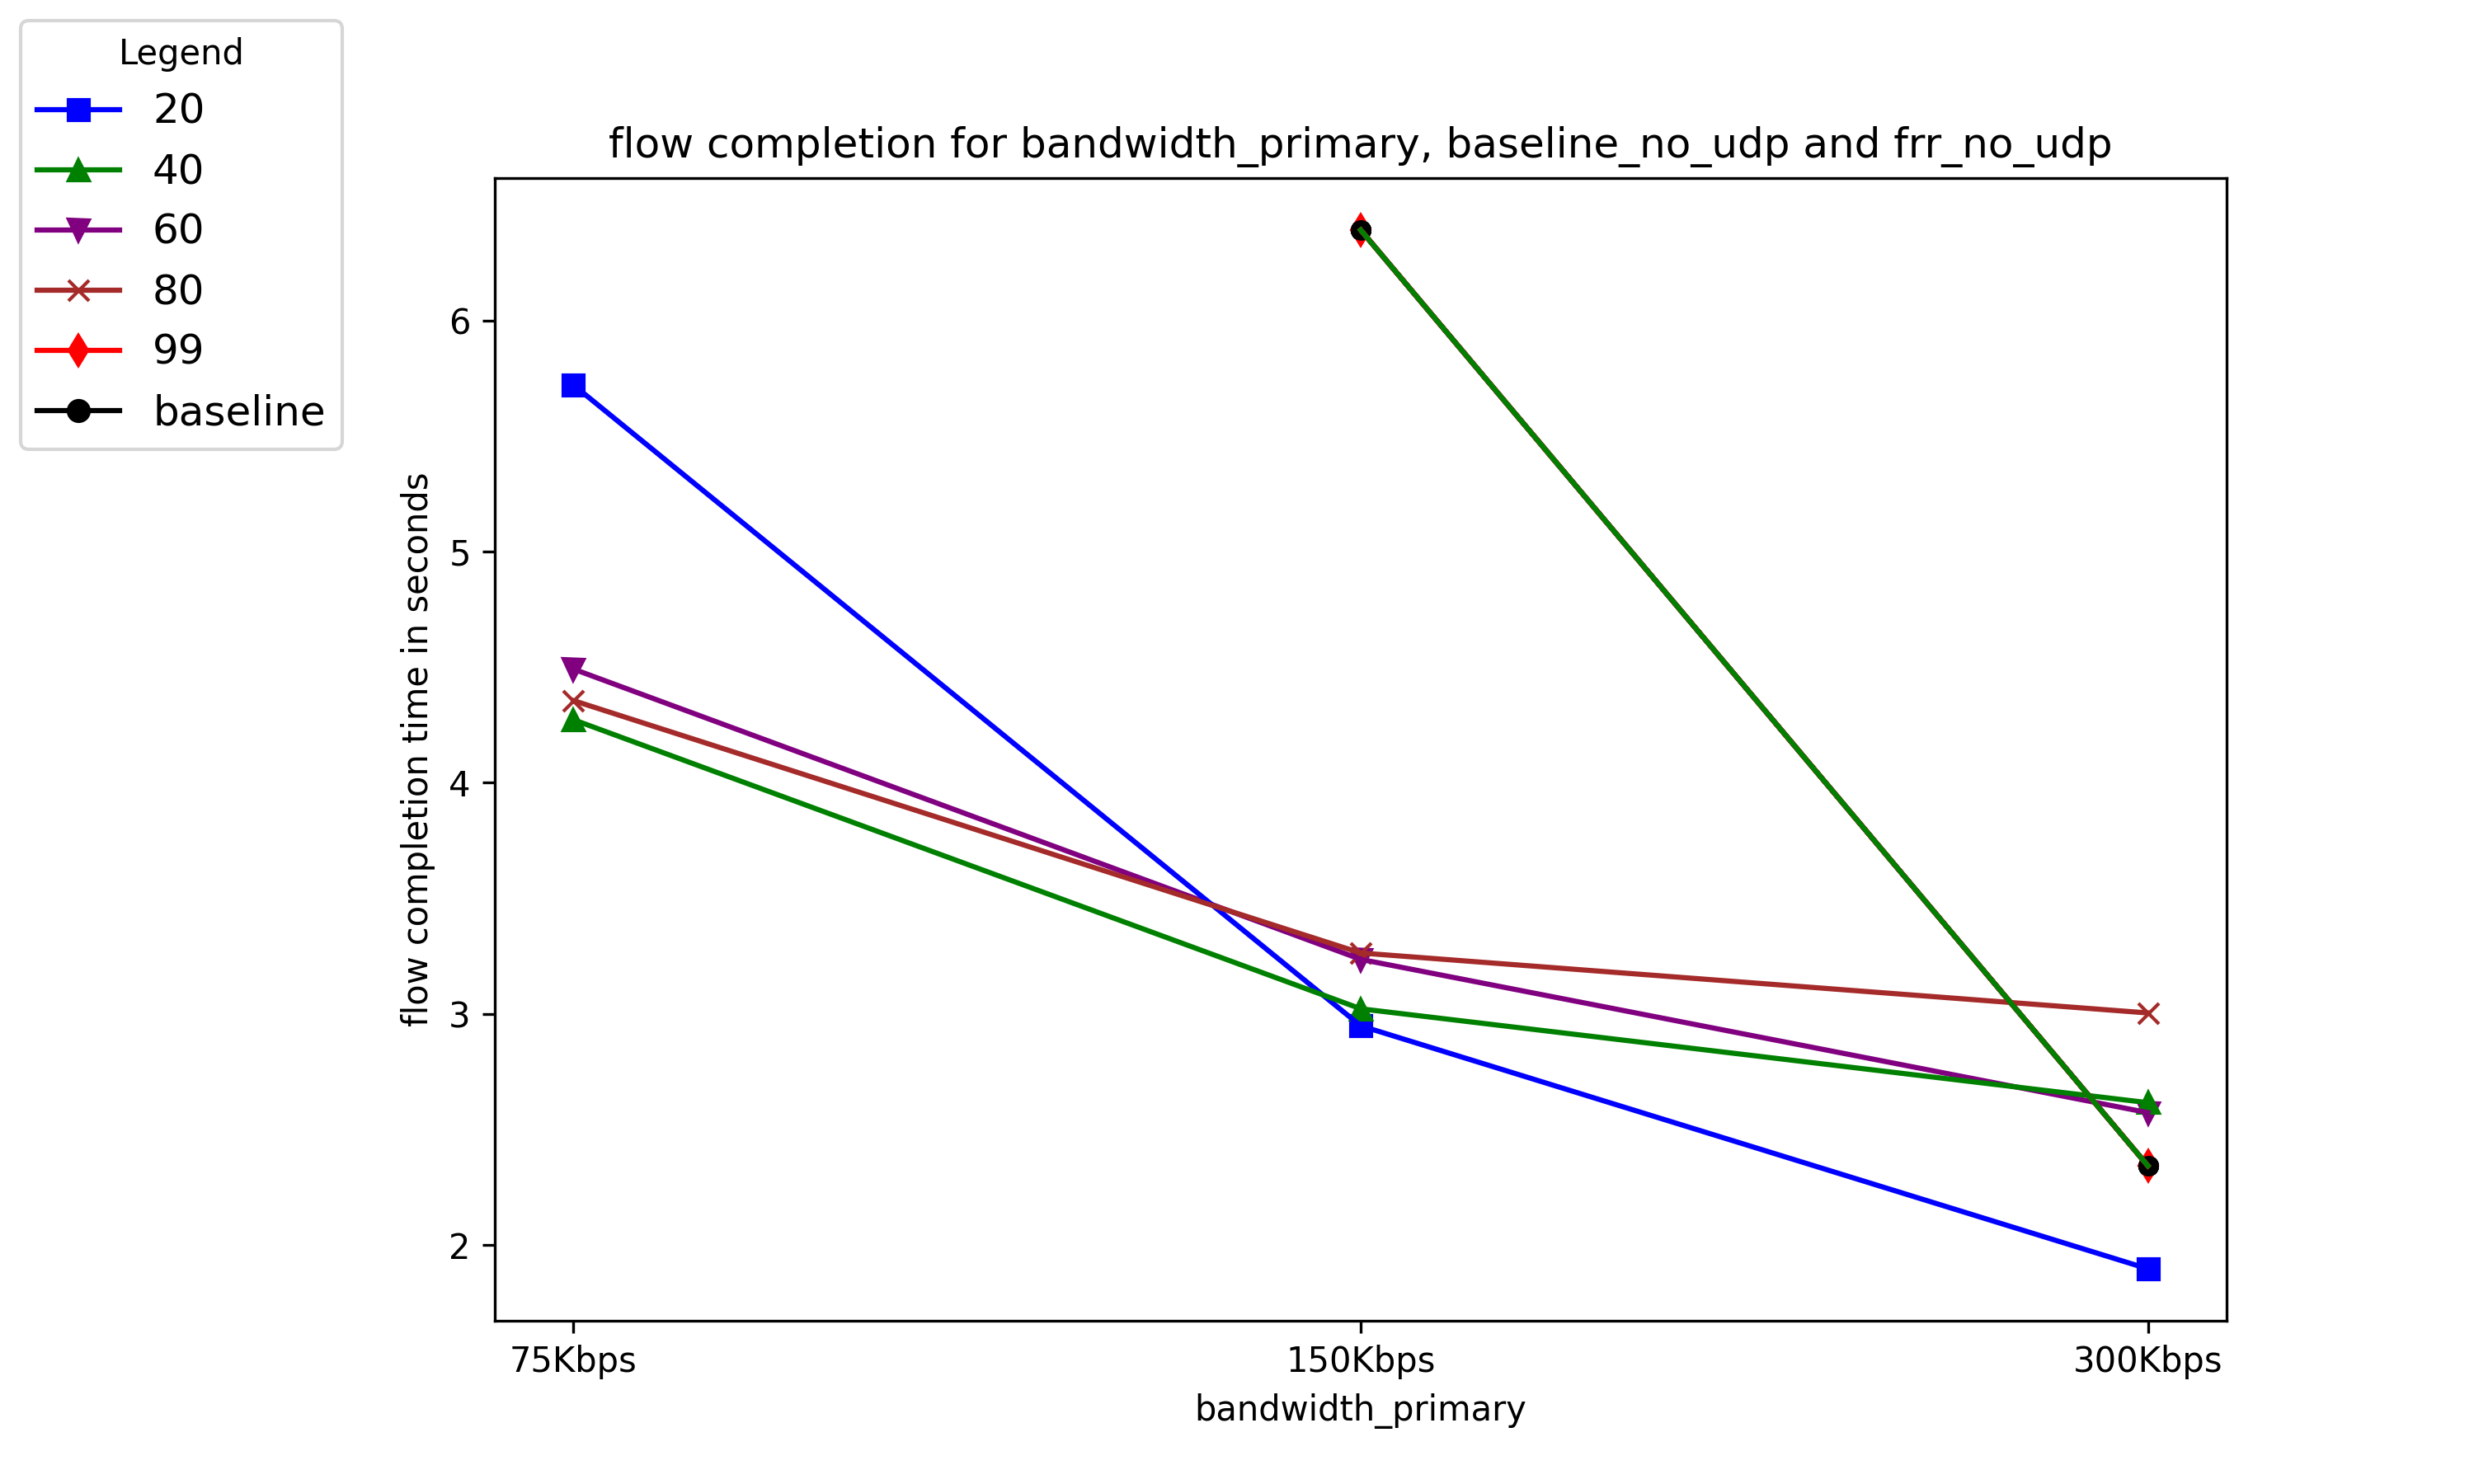 Legend
20
40
60
80
99
baseline
flow completion for bandwidth_primary, baseline_no_udp and frr_no_udp
flow completion time in seconds
6
5
4
3
2
75Kbps
150Kbps
300Kbps
bandwidth_primary